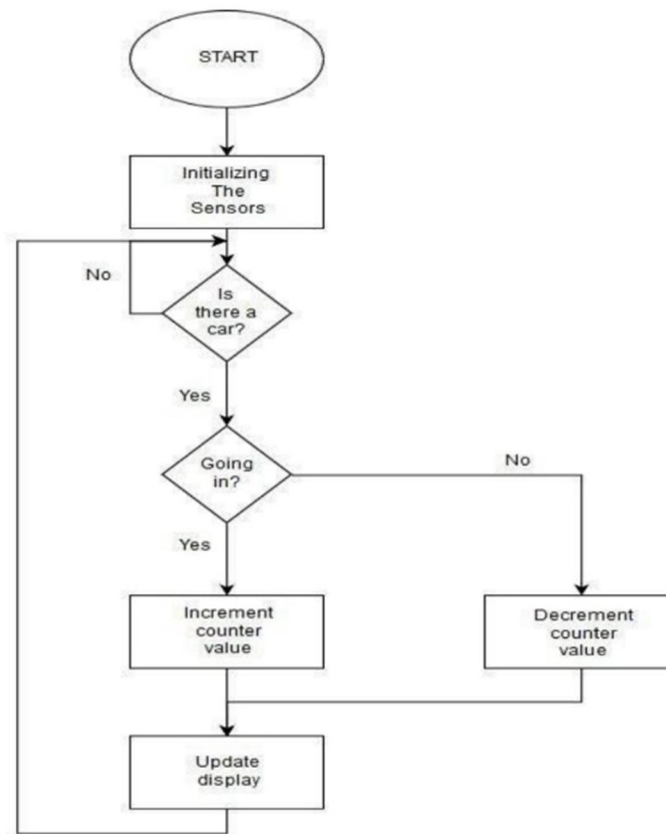 START
Initializing
The
Sensors
No
Is
there a
car?
Yes
Going
in?
No
Yes
Increment
counter
value
Decrement
counter
value
Update
display